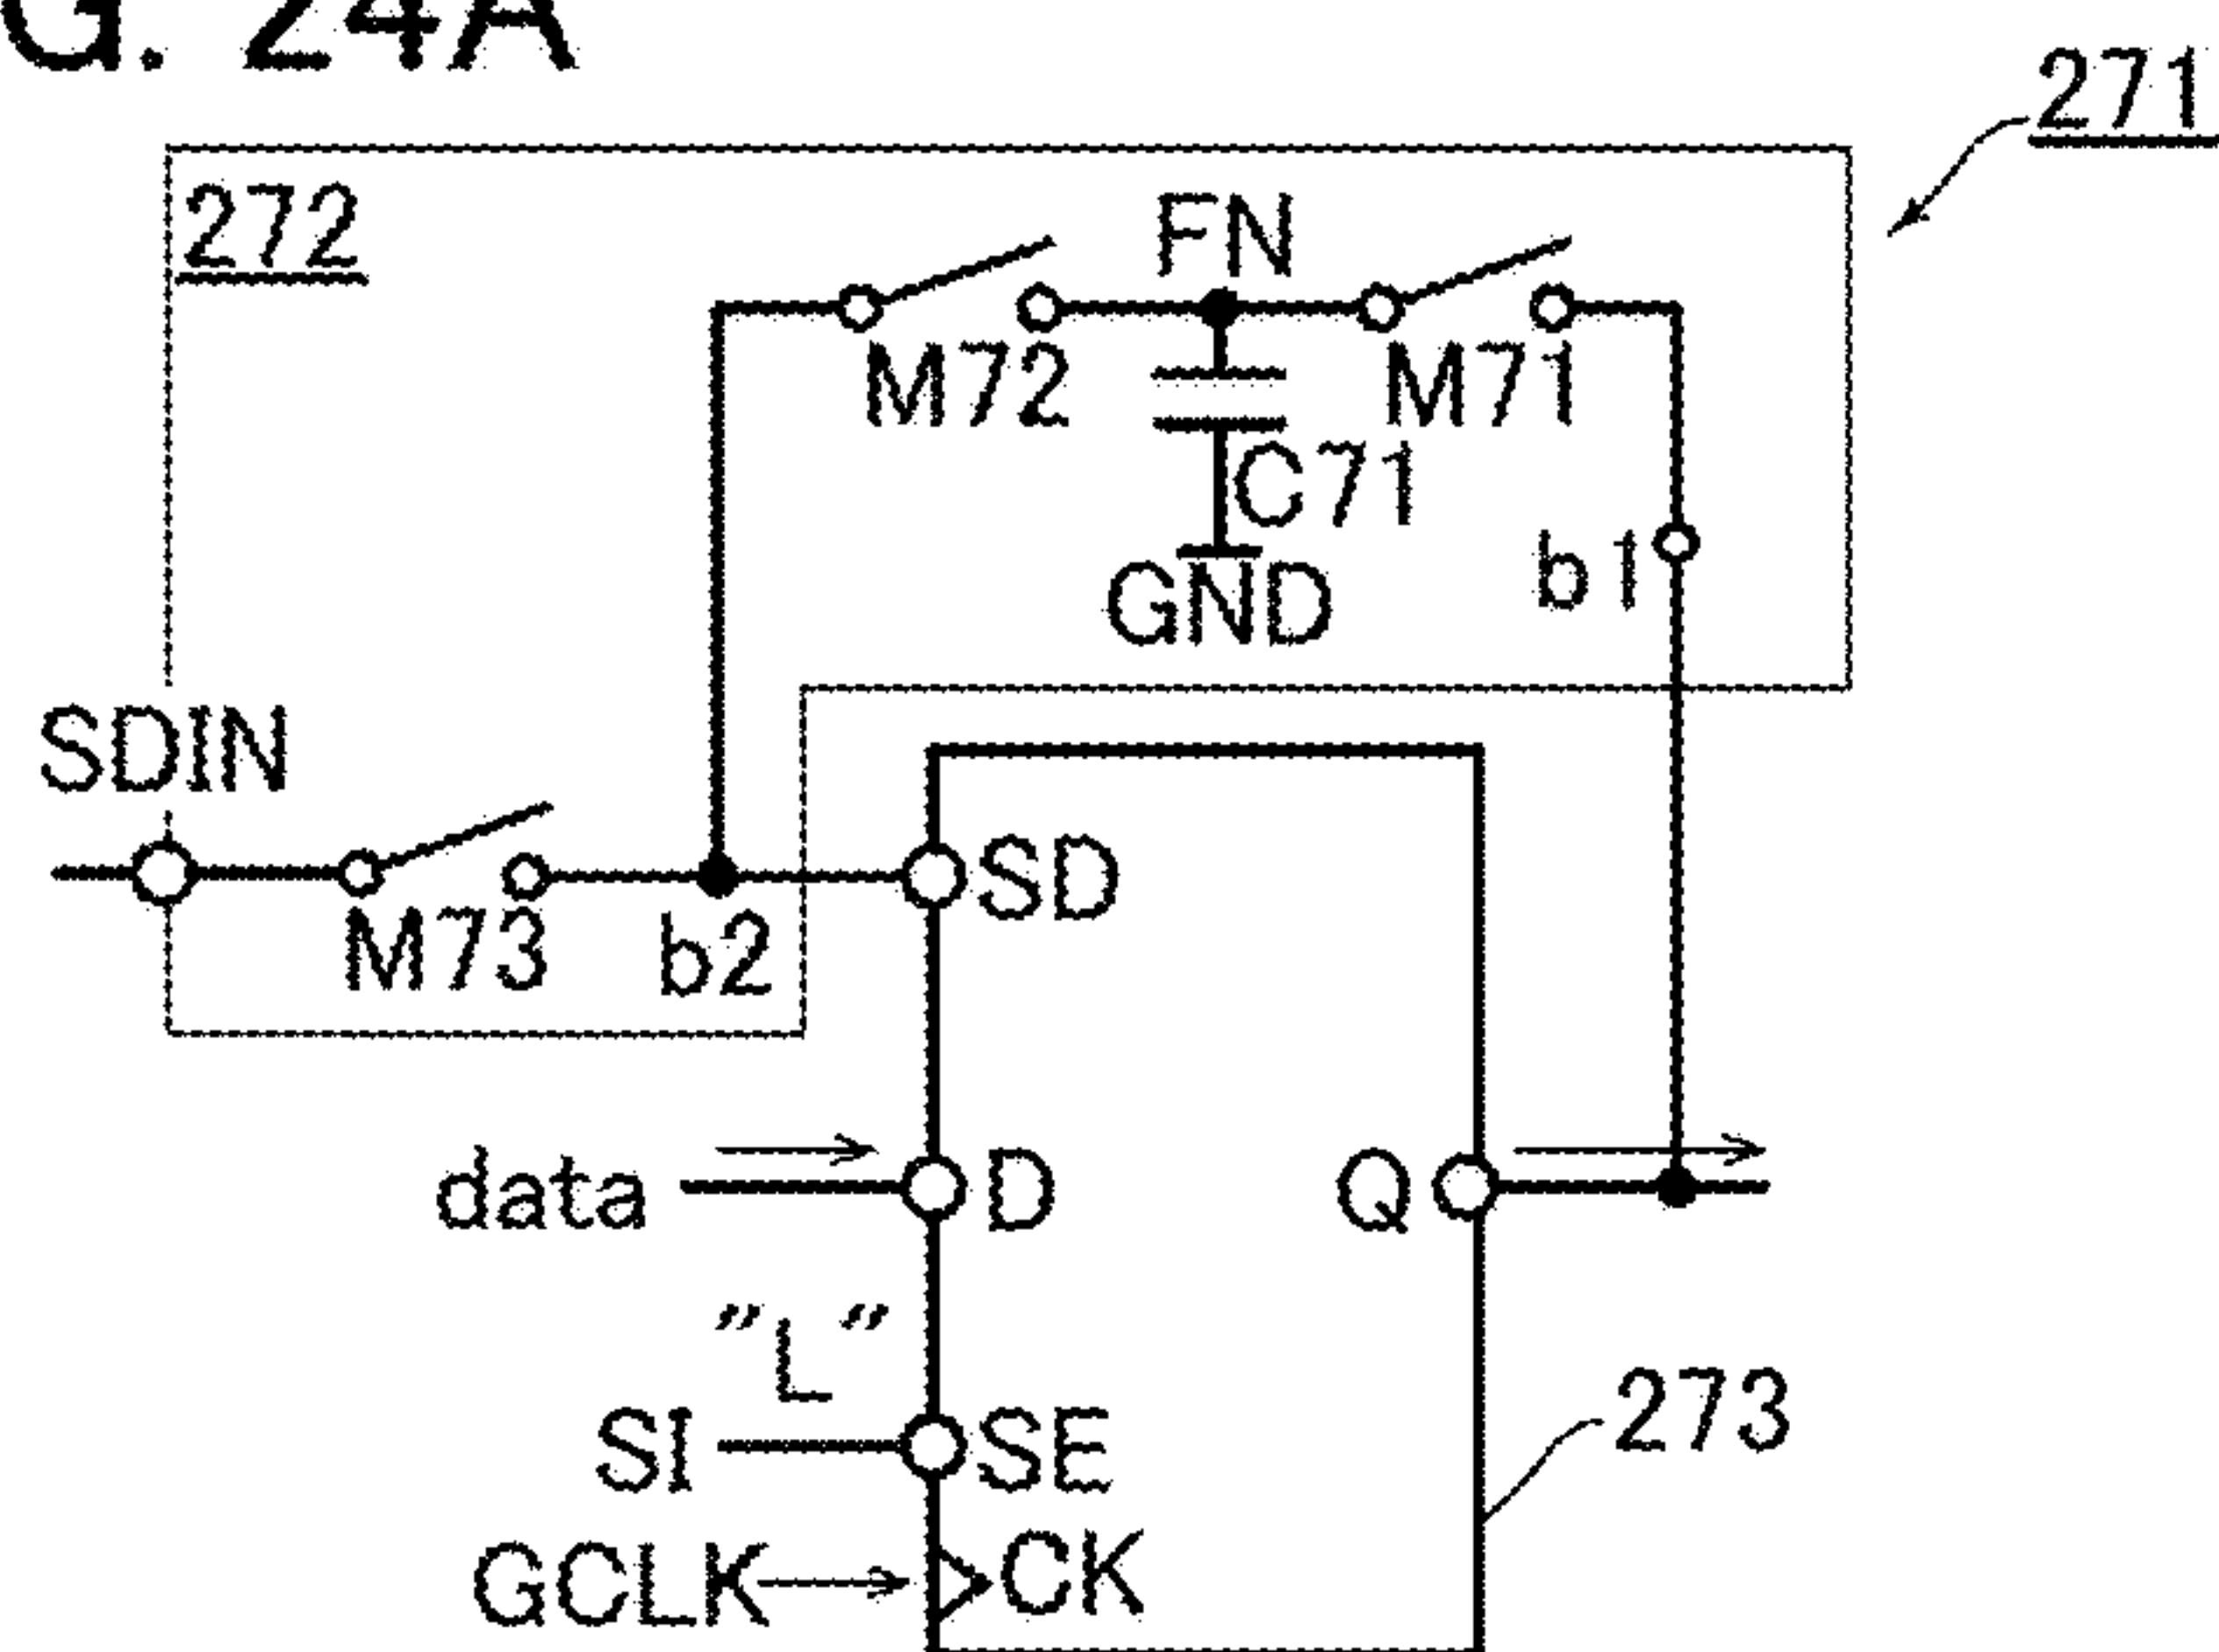 G. 24A
271
272
FN
M72
M71
C71
b1
GND
SDIN
SD
M73
b2
data
D
Q
"L"
SI
SE
273
GCLK
CK